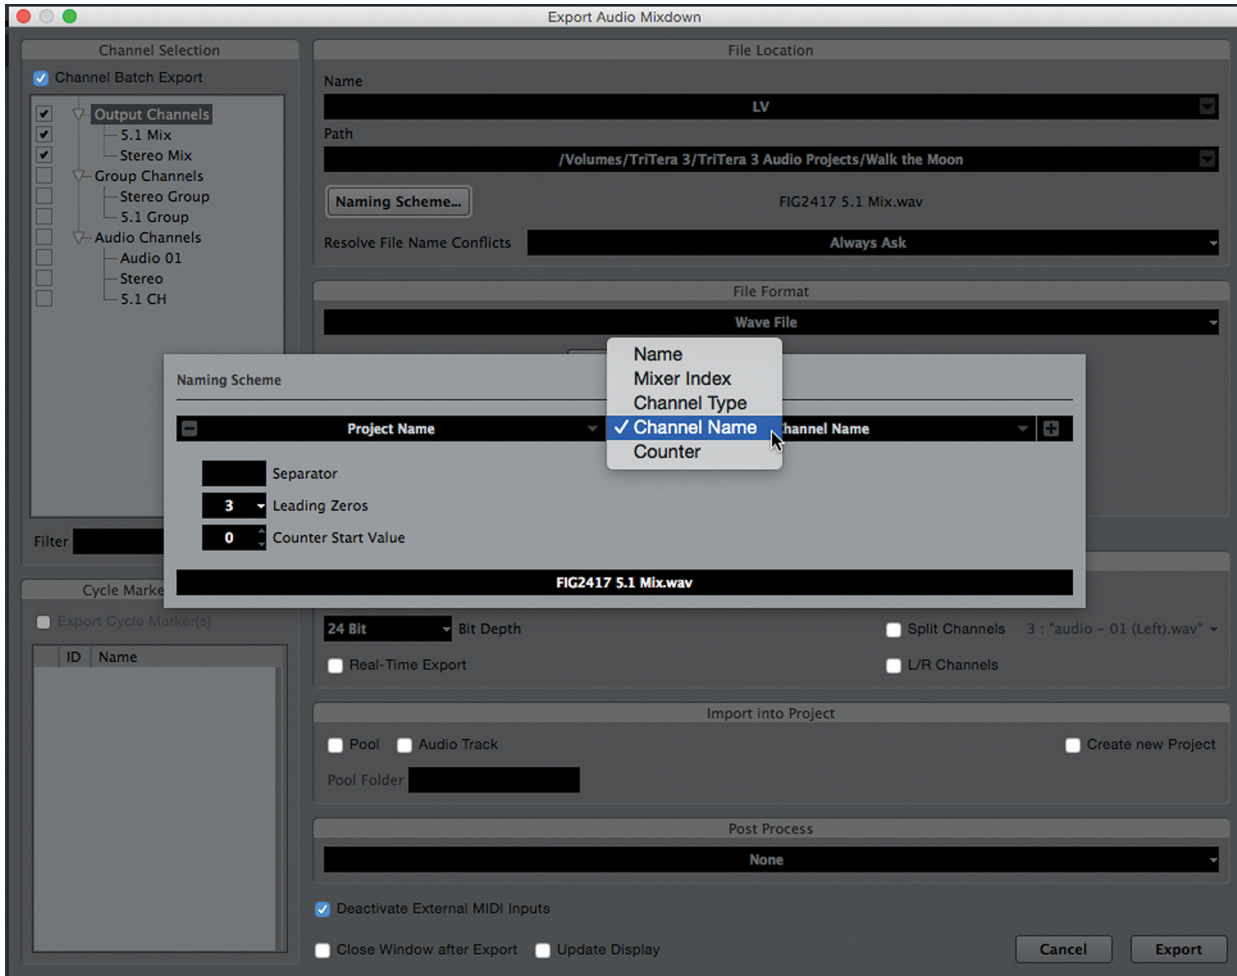 Export Audio Mixdown
Channel Selection
Channel Batch Export
Output Channels
5.1 Mix
Stereo Mix
Group Channels
Stereo Group
5.1 Group
Audio Channels
Audio 01
Stereo
5.1 CH
Filter
File Location
Name
LV
Path
/Volumes/TriTera 3/TriTera 3 Audio Projects/Walk the Moon
Naming Scheme...
FIG2417 5.1 Mix.wav
Resolve File Name Conflicts
Always Ask
File Format
Wave File
Naming Scheme
Project Name
Name
Mixer Index
Channel Type
✓ Channel Name
Counter
hannel Name
Separator
3 Leading Zeros
0 Counter Start Value
FIG2417 5.1 Mix.wav
Cycle Marke
Export Cycle Marker(s)
ID Name
24 Bit Bit Depth
Split Channels 3 : "audio – 01 (Left).wav"
Real-Time Export
L/R Channels
Import into Project
Pool Audio Track
Create new Project
Pool Folder
Post Process
None
Deactivate External MIDI Inputs
Close Window after Export Update Display
Cancel Export